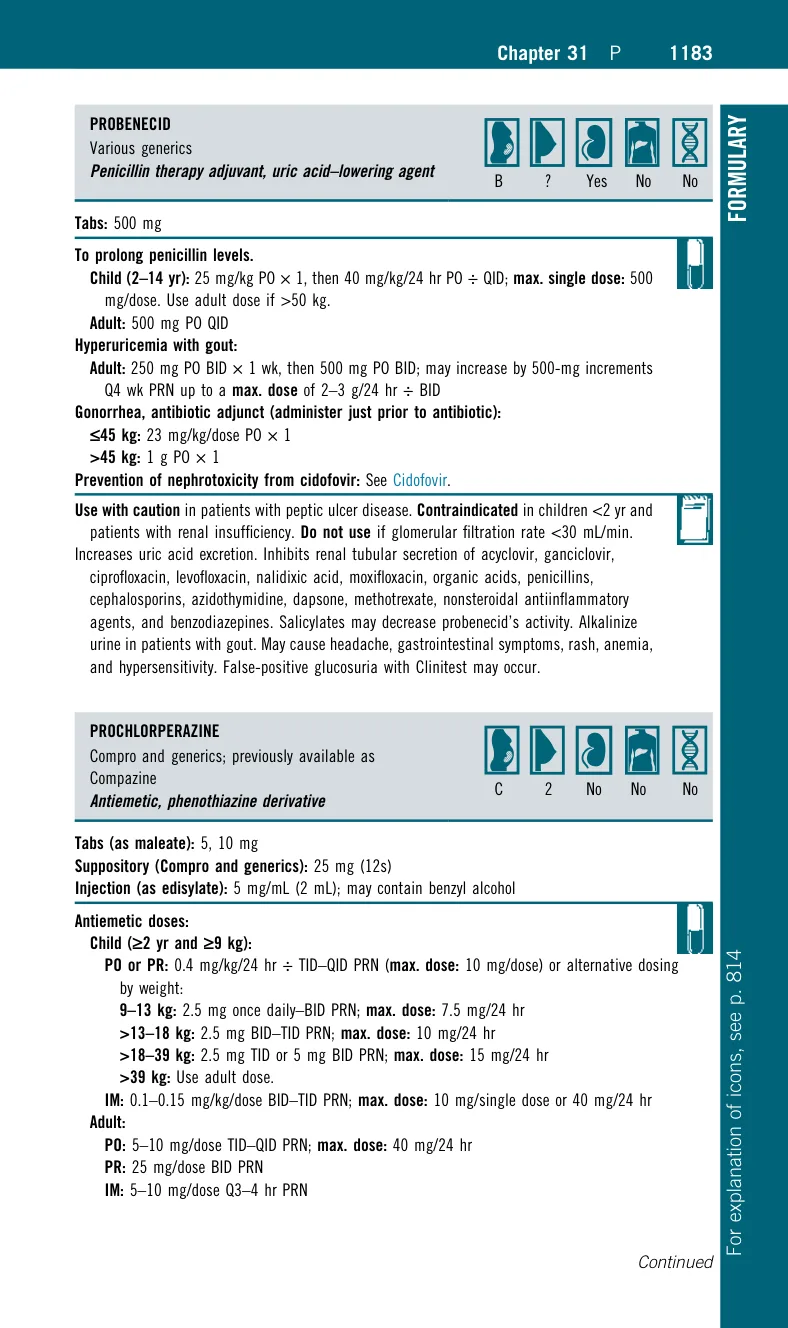 Chapter 31 P 1183
PROBENECID
Various generics
Penicillin therapy adjuvant, uric acid–lowering agent
B ? Yes No No
Tabs: 500 mg
To prolong penicillin levels.
Child (2–14 yr): 25 mg/kg PO × 1, then 40 mg/kg/24 hr PO ÷ QID; max. single dose: 500
mg/dose. Use adult dose if >50 kg.
Adult: 500 mg PO QID
Hyperuricemia with gout:
Adult: 250 mg PO BID × 1 wk, then 500 mg PO BID; may increase by 500-mg increments
Q4 wk PRN up to a max. dose of 2–3 g/24 hr ÷ BID
Gonorrhea, antibiotic adjunct (administer just prior to antibiotic):
≤45 kg: 23 mg/kg/dose PO × 1
>45 kg: 1 g PO × 1
Prevention of nephrotoxicity from cidofovir: See Cidofovir.
Use with caution in patients with peptic ulcer disease. Contraindicated in children <2 yr and
patients with renal insufficiency. Do not use if glomerular filtration rate <30 mL/min.
Increases uric acid excretion. Inhibits renal tubular secretion of acyclovir, ganciclovir,
ciprofloxacin, levofloxacin, nalidixic acid, moxifloxacin, organic acids, penicillins,
cephalosporins, azidothymidine, dapsone, methotrexate, nonsteroidal antiinflammatory
agents, and benzodiazepines. Salicylates may decrease probenecid's activity. Alkalinize
urine in patients with gout. May cause headache, gastrointestinal symptoms, rash, anemia,
and hypersensitivity. False-positive glucosuria with Clinitest may occur.
PROCHLORPERAZINE
Compro and generics; previously available as
Compazine
Antiemetic, phenothiazine derivative
C 2 No No No
Tabs (as maleate): 5, 10 mg
Suppository (Compro and generics): 25 mg (12s)
Injection (as edisylate): 5 mg/mL (2 mL); may contain benzyl alcohol
Antiemetic doses:
Child (≥2 yr and ≥9 kg):
PO or PR: 0.4 mg/kg/24 hr ÷ TID–QID PRN (max. dose: 10 mg/dose) or alternative dosing
by weight:
9–13 kg: 2.5 mg once daily–BID PRN; max. dose: 7.5 mg/24 hr
>13–18 kg: 2.5 mg BID–TID PRN; max. dose: 10 mg/24 hr
>18–39 kg: 2.5 mg TID or 5 mg BID PRN; max. dose: 15 mg/24 hr
>39 kg: Use adult dose.
IM: 0.1–0.15 mg/kg/dose BID–TID PRN; max. dose: 10 mg/single dose or 40 mg/24 hr
Adult:
PO: 5–10 mg/dose TID–QID PRN; max. dose: 40 mg/24 hr
PR: 25 mg/dose BID PRN
IM: 5–10 mg/dose Q3–4 hr PRN
Continued
FORMULARY
For explanation of icons, see p. 814